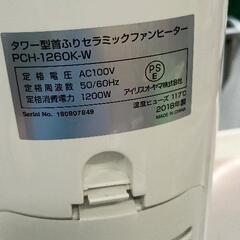 タワー型首ふりセラミックファンヒーター
PCH-1260K-W
定格電圧 AC100V
定格周波数 50/60Hz
定格消費電力 1200W
PSE
アイリスオーヤマ株式会社
温度ヒューズ 117℃
2018年製
MADE IN CHINA
Serial No. 180807849